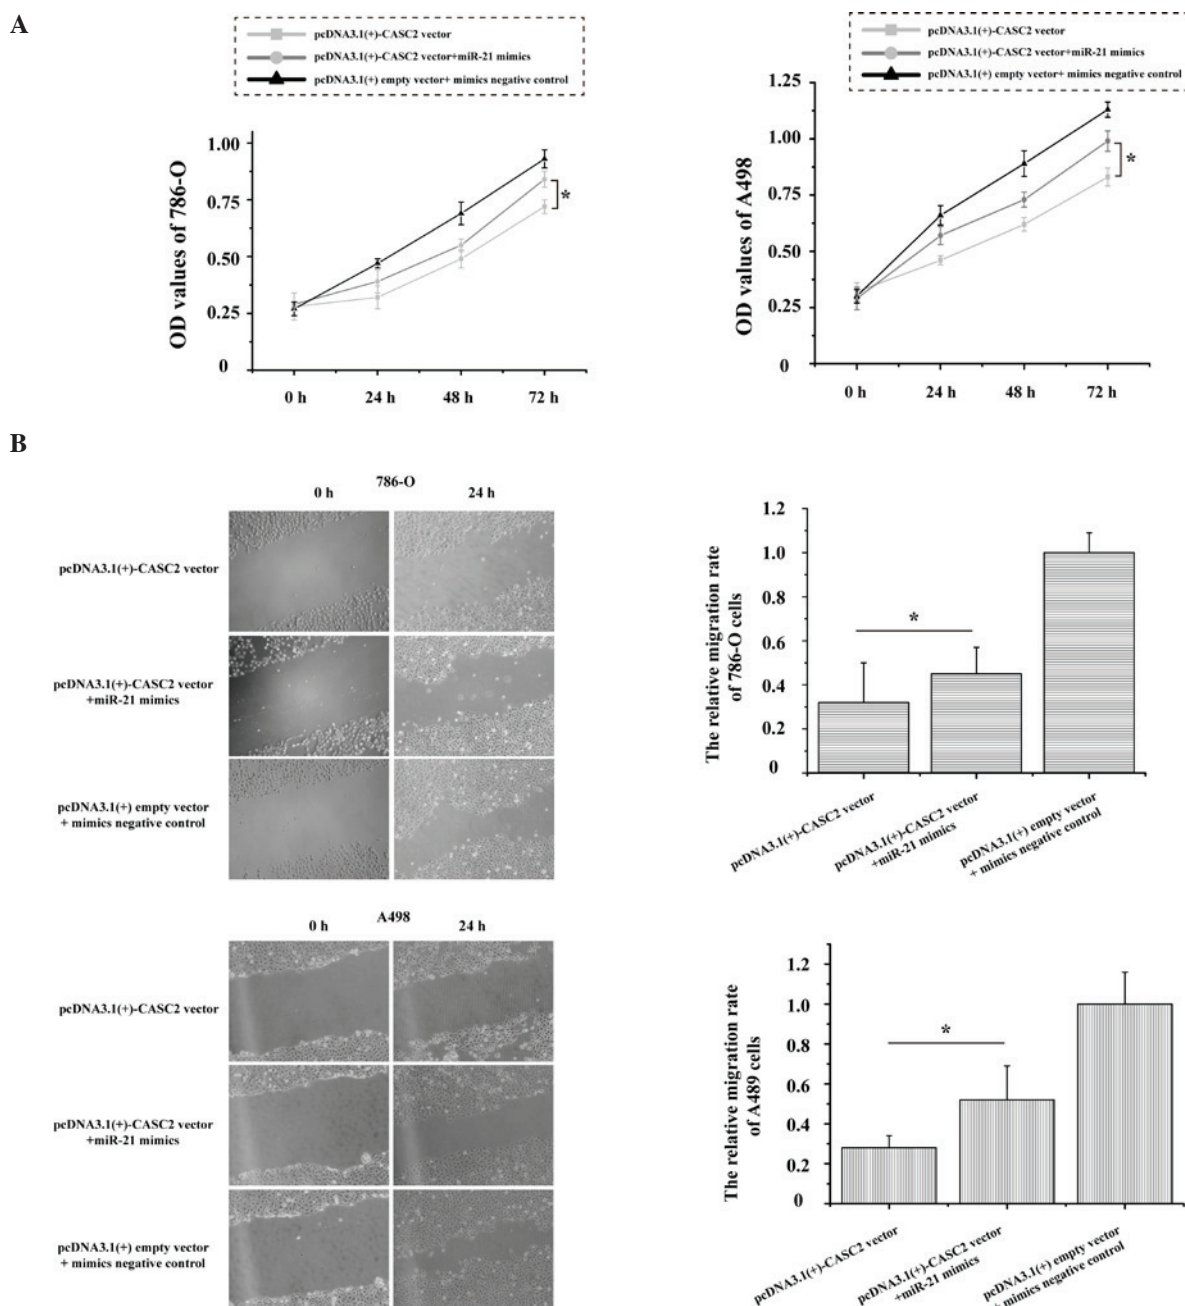 A
pcDNA3.1(+)-CASC2 vector
pcDNA3.1(+)-CASC2 vector+miR-21 mimics
pcDNA3.1(+) empty vector+ mimics negative control
OD values of 786-O
1.00
0.75
0.50
0.25
0
0 h 24 h 48 h 72 h
*
pcDNA3.1(+)-CASC2 vector
pcDNA3.1(+)-CASC2 vector+miR-21 mimics
pcDNA3.1(+) empty vector+ mimics negative control
OD values of A498
1.25
1.00
0.75
0.50
0.25
0
0 h 24 h 48 h 72 h
*
B
786-O
0 h 24 h
pcDNA3.1(+)-CASC2 vector
pcDNA3.1(+)-CASC2 vector
+miR-21 mimics
pcDNA3.1(+) empty vector
+ mimics negative control
The relative migration rate
of 786-O cells
1.2
1.0
0.8
0.6
0.4
0.2
0
*
pcDNA3.1(+)-CASC2 vector
pcDNA3.1(+)-CASC2 vector
+miR-21 mimics
pcDNA3.1(+) empty vector
+ mimics negative control
A498
0 h 24 h
pcDNA3.1(+)-CASC2 vector
pcDNA3.1(+)-CASC2 vector
+miR-21 mimics
pcDNA3.1(+) empty vector
+ mimics negative control
The relative migration rate
of A489 cells
1.2
1.0
0.8
0.6
0.4
0.2
0
*
pcDNA3.1(+)-CASC2 vector
pcDNA3.1(+)-CASC2 vector
+miR-21 mimics
pcDNA3.1(+) empty vector
+ mimics negative control